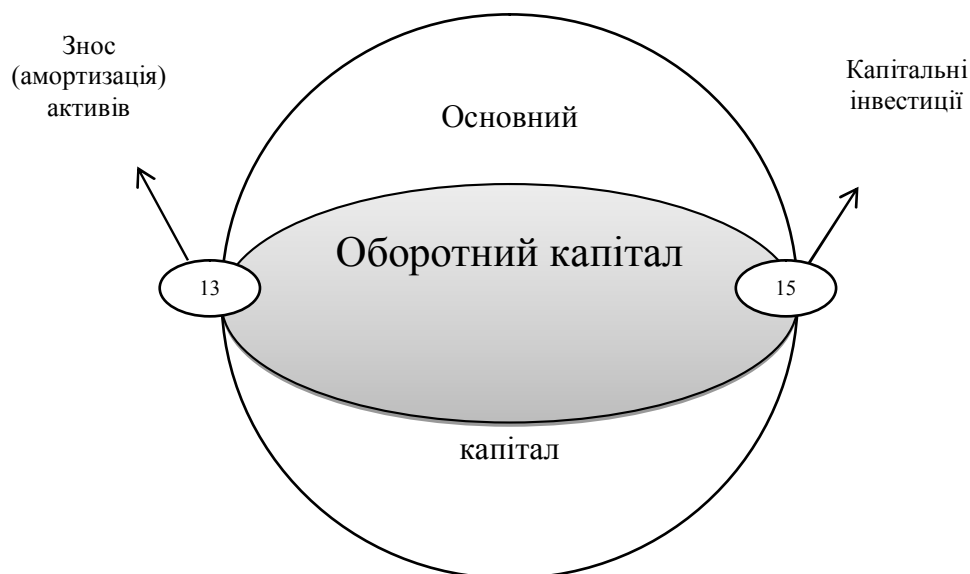 Знос
(амортизація)
активів
Капітальні
інвестиції
Основний
Оборотний капітал
13
15
капітал